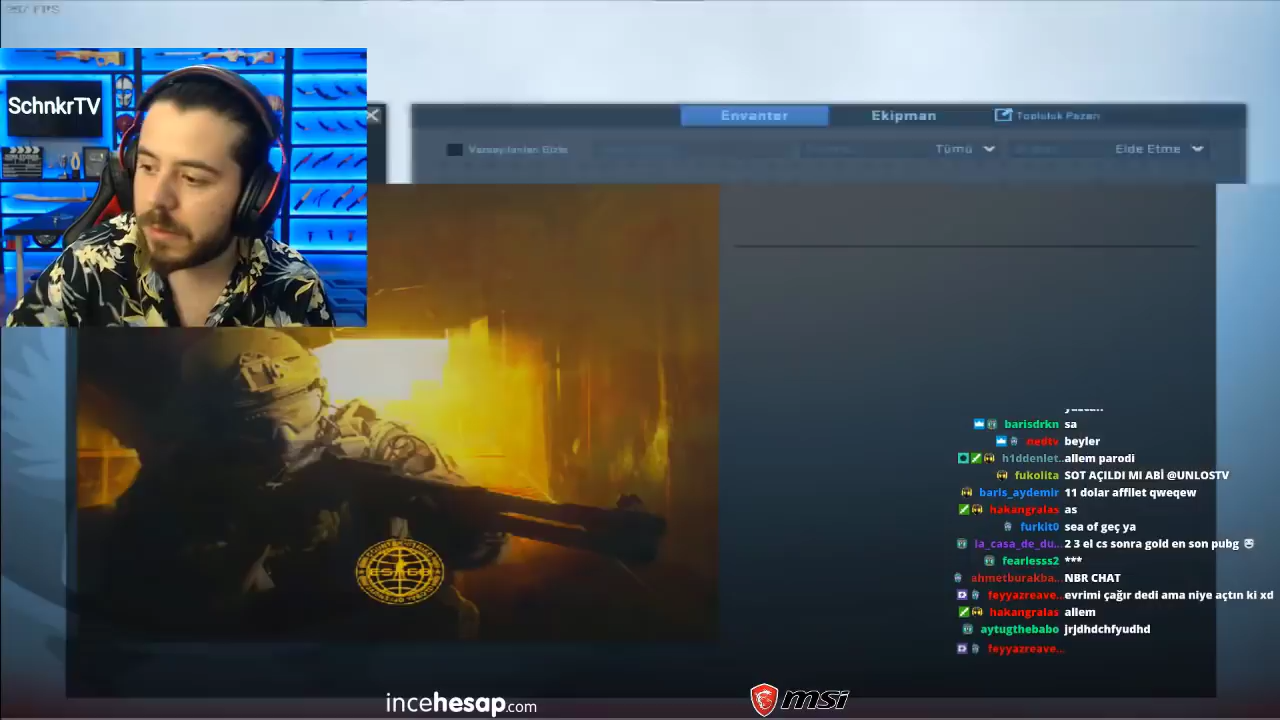 SchnkrTV
Envanter
Ekipman
Topluluk Pazarı
Tümü
Elde Etme
barisdrkn sa
nedtv beyler
h1ddenlet.. allem parodi
fukolita SOT AÇILDI MI ABİ @UNLOSTV
baris_aydemir 11 dolar affilet qweqew
hakangralas as
furkit0 sea of geç ya
la_casa_de_du... 2 3 el cs sonra gold en son pubg
fearlesss2 ***
ahmetburakba... NBR CHAT
feyyazreave... evrimi çağır dedi ama niye açtın ki xd
hakangralas allem
aytugthebabo jrjdhdchfyudhd
feyyazreave...
incehesap.com
msi